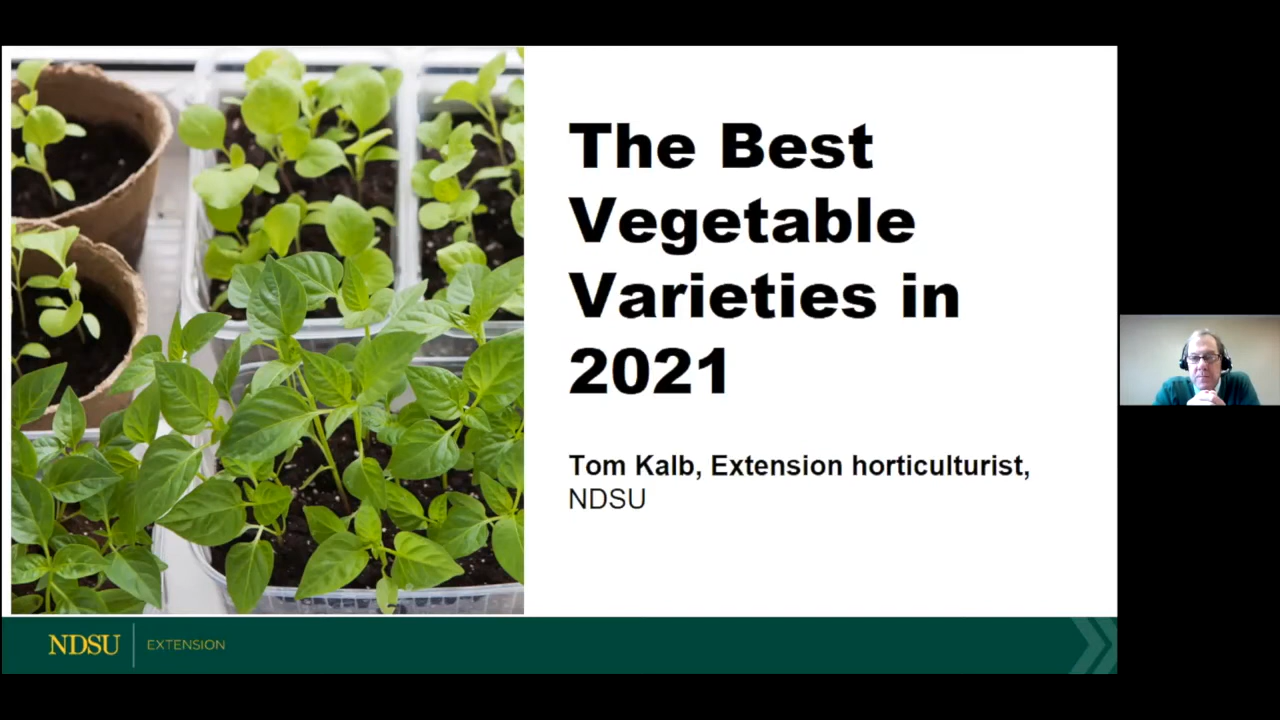 The Best
Vegetable
Varieties in
2021
Tom Kalb, Extension horticulturist,
NDSU
NDSU EXTENSION